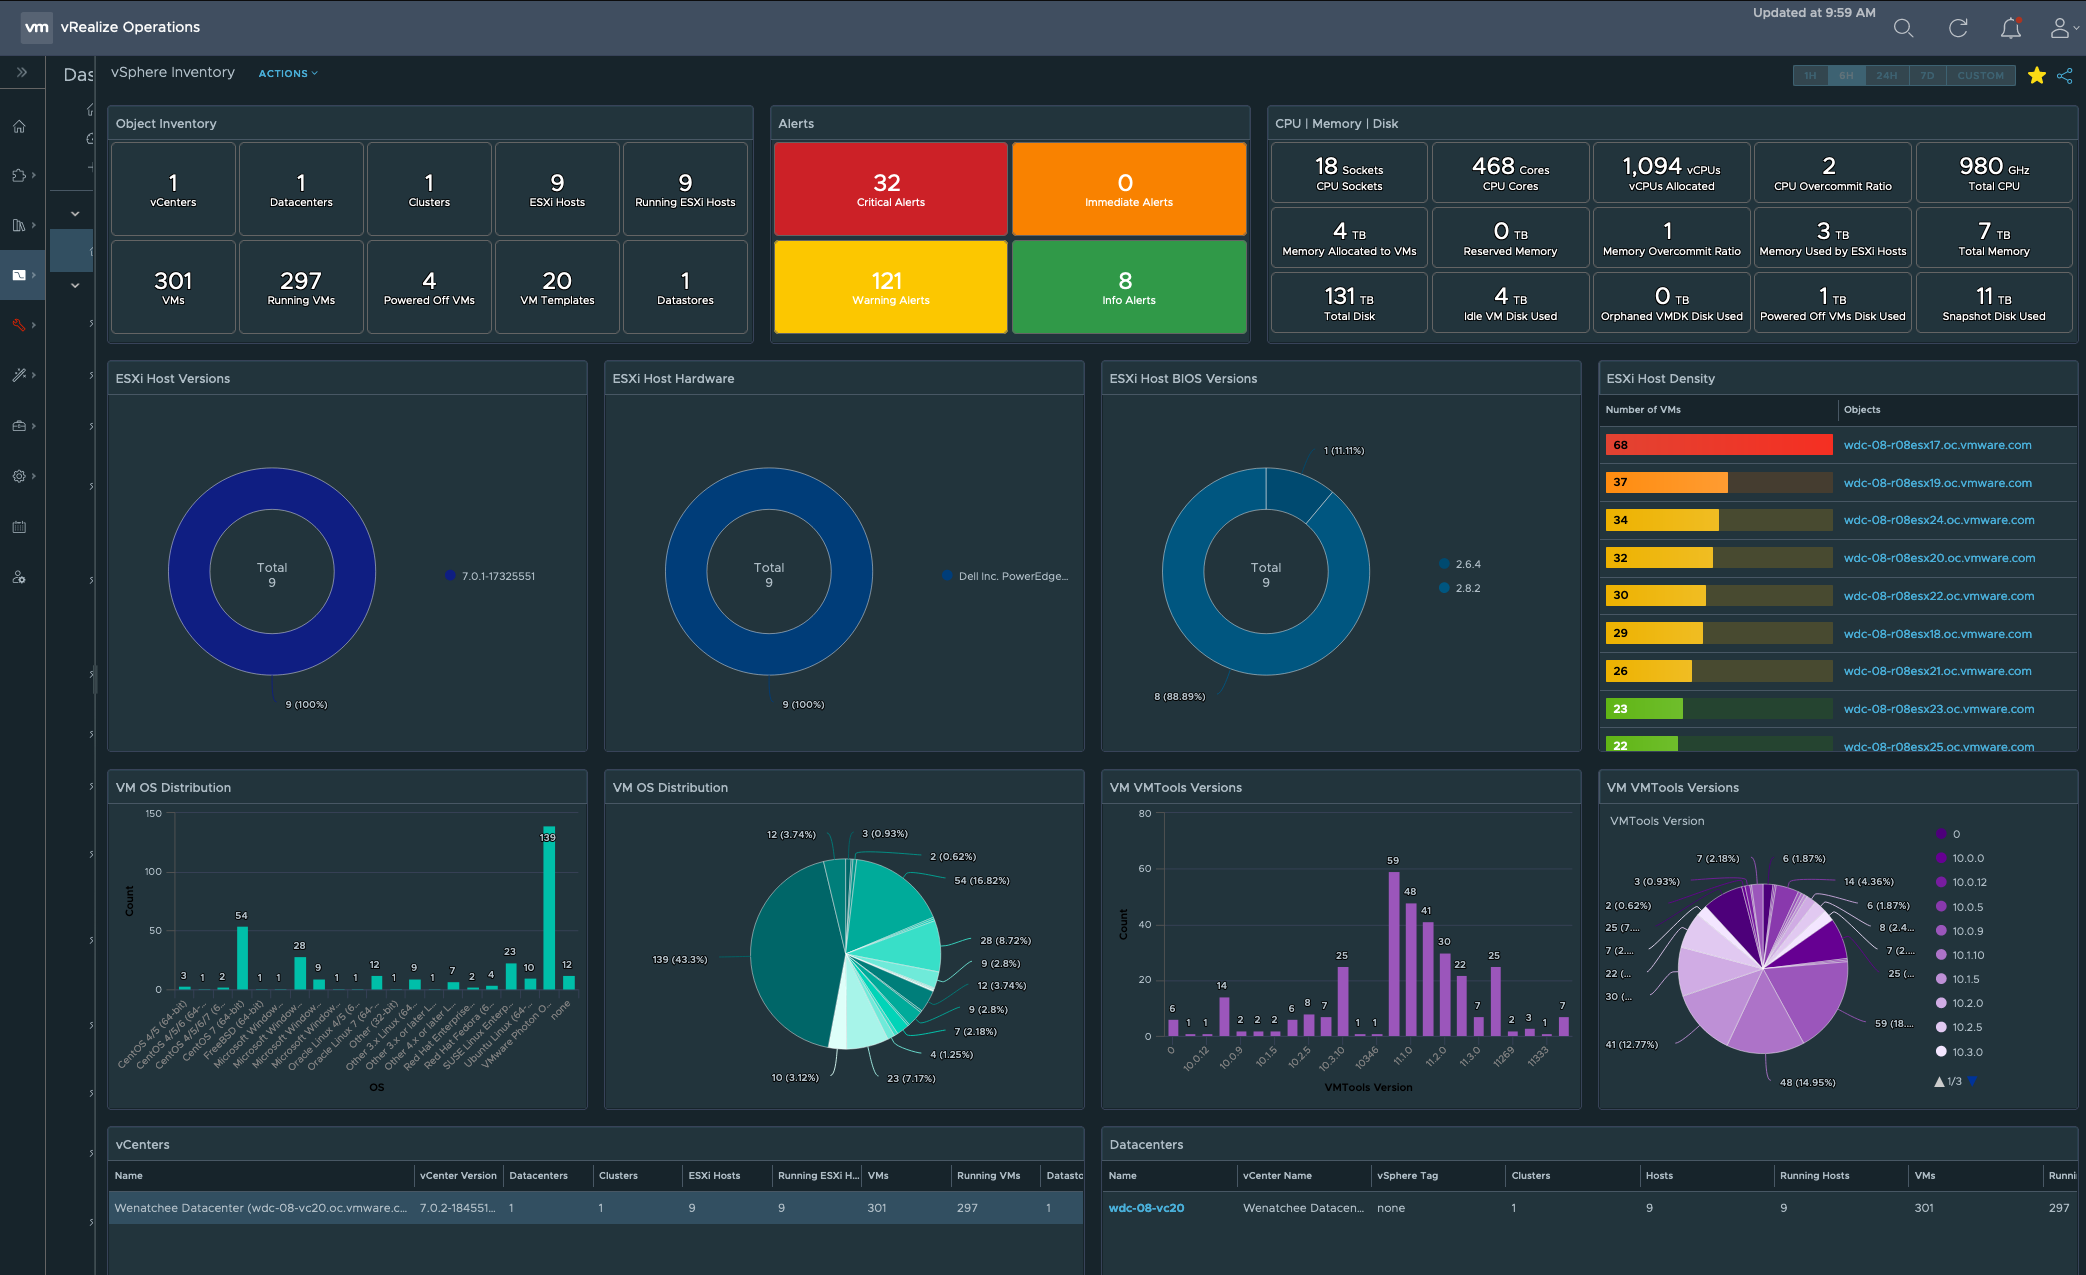 vm vRealize Operations
Updated at 9:59 AM
Das
vSphere Inventory
ACTIONS
1H 6H 24H 7D CUSTOM
Object Inventory
1 vCenters
1 Datacenters
1 Clusters
9 ESXi Hosts
9 Running ESXi Hosts
301 VMs
297 Running VMs
4 Powered Off VMs
20 VM Templates
1 Datastores
Alerts
32 Critical Alerts
0 Immediate Alerts
121 Warning Alerts
8 Info Alerts
CPU | Memory | Disk
18 Sockets CPU Sockets
468 Cores CPU Cores
1,094 vCPUs vCPUs Allocated
2 CPU Overcommit Ratio
980 GHz Total CPU
4 TB Memory Allocated to VMs
0 TB Reserved Memory
1 Memory Overcommit Ratio
3 TB Memory Used by ESXi Hosts
7 TB Total Memory
131 TB Total Disk
4 TB Idle VM Disk Used
0 TB Orphaned VMDK Disk Used
1 TB Powered Off VMs Disk Used
11 TB Snapshot Disk Used
ESXi Host Versions
Total
9
7.0.1-17325551
9 (100%)
ESXi Host Hardware
Total
9
Dell Inc. PowerEdge...
9 (100%)
ESXi Host BIOS Versions
1 (11.11%)
Total
9
2.6.4
2.8.2
8 (88.89%)
ESXi Host Density
Number of VMs Objects
68 wdc-08-r08esx17.oc.vmware.com
37 wdc-08-r08esx19.oc.vmware.com
34 wdc-08-r08esx24.oc.vmware.com
32 wdc-08-r08esx20.oc.vmware.com
30 wdc-08-r08esx22.oc.vmware.com
29 wdc-08-r08esx18.oc.vmware.com
26 wdc-08-r08esx21.oc.vmware.com
23 wdc-08-r08esx23.oc.vmware.com
22 wdc-08-r08esx25.oc.vmware.com
VM OS Distribution
150
100
50
0
Count
3 1 2 54 1 1 28 9 1 1 12 1 9 1 7 2 4 23 10 139 12
CentOS 4/5 (64-bit)
CentOS 4/5/6 (64-...
CentOS 4/5/6/7 (6...
CentOS 7 (64-bit)
FreeBSD (64-bit)
Microsoft Window...
Microsoft Window...
Microsoft Window...
Microsoft Window...
Oracle Linux 4/5 (6...
Oracle Linux 7 (64-...
Other (32-bit)
Other 3.x Linux (64...
Other 3.x or later L...
Other 4.x or later L...
Red Hat Enterprise...
Red Hat Fedora (6...
SUSE Linux Enterp...
Ubuntu Linux (64-...
VMware Photon O...
none
OS
VM OS Distribution
12 (3.74%)
3 (0.93%)
2 (0.62%)
54 (16.82%)
28 (8.72%)
9 (2.8%)
12 (3.74%)
9 (2.8%)
7 (2.18%)
4 (1.25%)
23 (7.17%)
10 (3.12%)
139 (43.3%)
VM VMTools Versions
80
60
40
20
0
Count
6 1 1 14 2 2 2 6 8 7 25 1 1 59 48 41 30 22 7 25 2 3 1 7
0 10.0.12 10.0.9 10.1.5 10.2.5 10.3.10 10346 11.1.0 11.2.0 11.3.0 11269 11333
VMTools Version
VM VMTools Versions
VMTools Version
7 (2.18%)
6 (1.87%)
3 (0.93%)
14 (4.36%)
2 (0.62%)
6 (1.87%)
25 (7....
8 (2.4...
7 (2....
7 (2....
22 (...
25 (...
30 (...
59 (18....
41 (12.77%)
48 (14.95%)
0
10.0.0
10.0.12
10.0.5
10.0.9
10.1.10
10.1.5
10.2.0
10.2.5
10.3.0
1/3
vCenters
Name vCenter Version Datacenters Clusters ESXi Hosts Running ESXi H... VMs Running VMs Datasto
Wenatchee Datacenter (wdc-08-vc20.oc.vmware.c... 7.0.2-184551... 1 1 9 9 301 297 1
Datacenters
Name vCenter Name vSphere Tag Clusters Hosts Running Hosts VMs Runni
wdc-08-vc20 Wenatchee Datacen... none 1 9 9 301 297